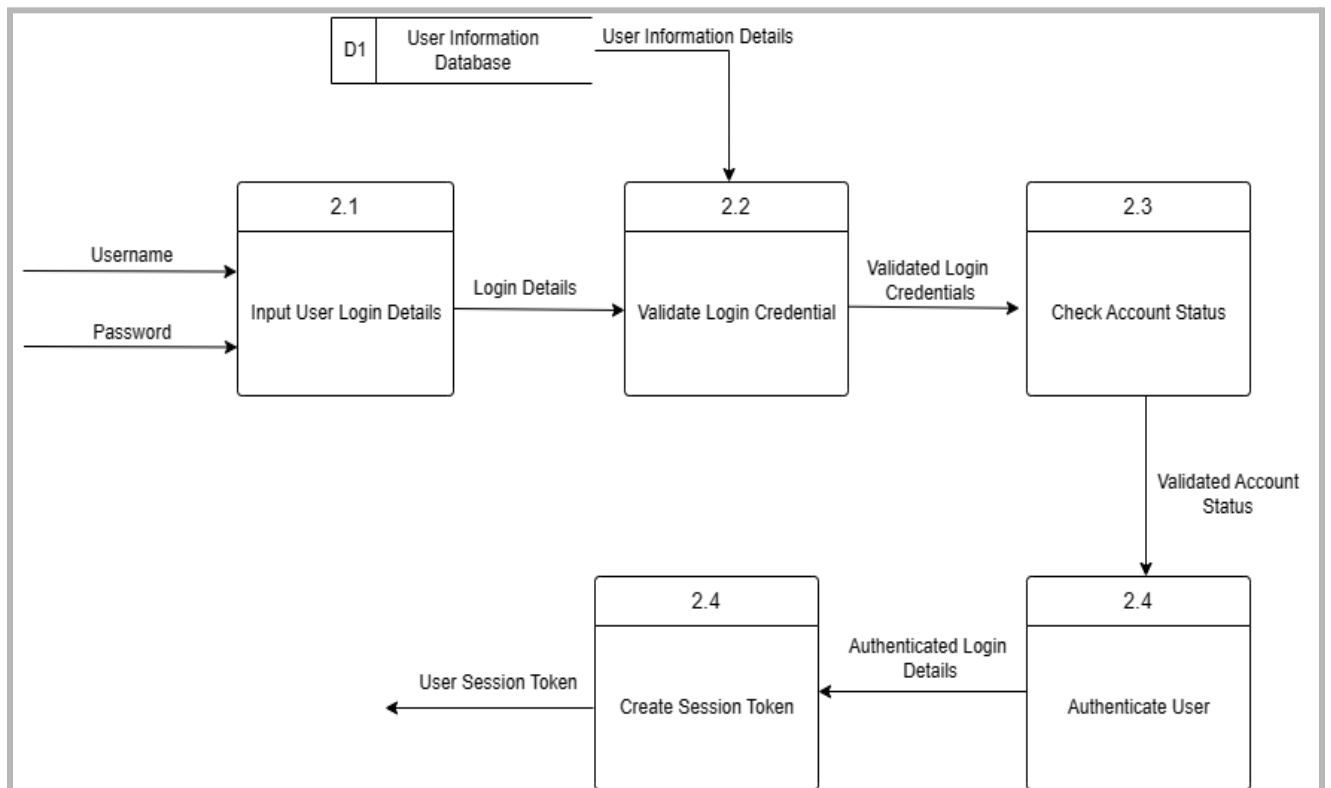 D1
User Information
Database
User Information Details
2.1
2.2
2.3
Username
Password
Input User Login Details
Login Details
Validate Login Credential
Validated Login
Credentials
Check Account Status
Validated Account
Status
2.4
2.4
User Session Token
Create Session Token
Authenticated Login
Details
Authenticate User